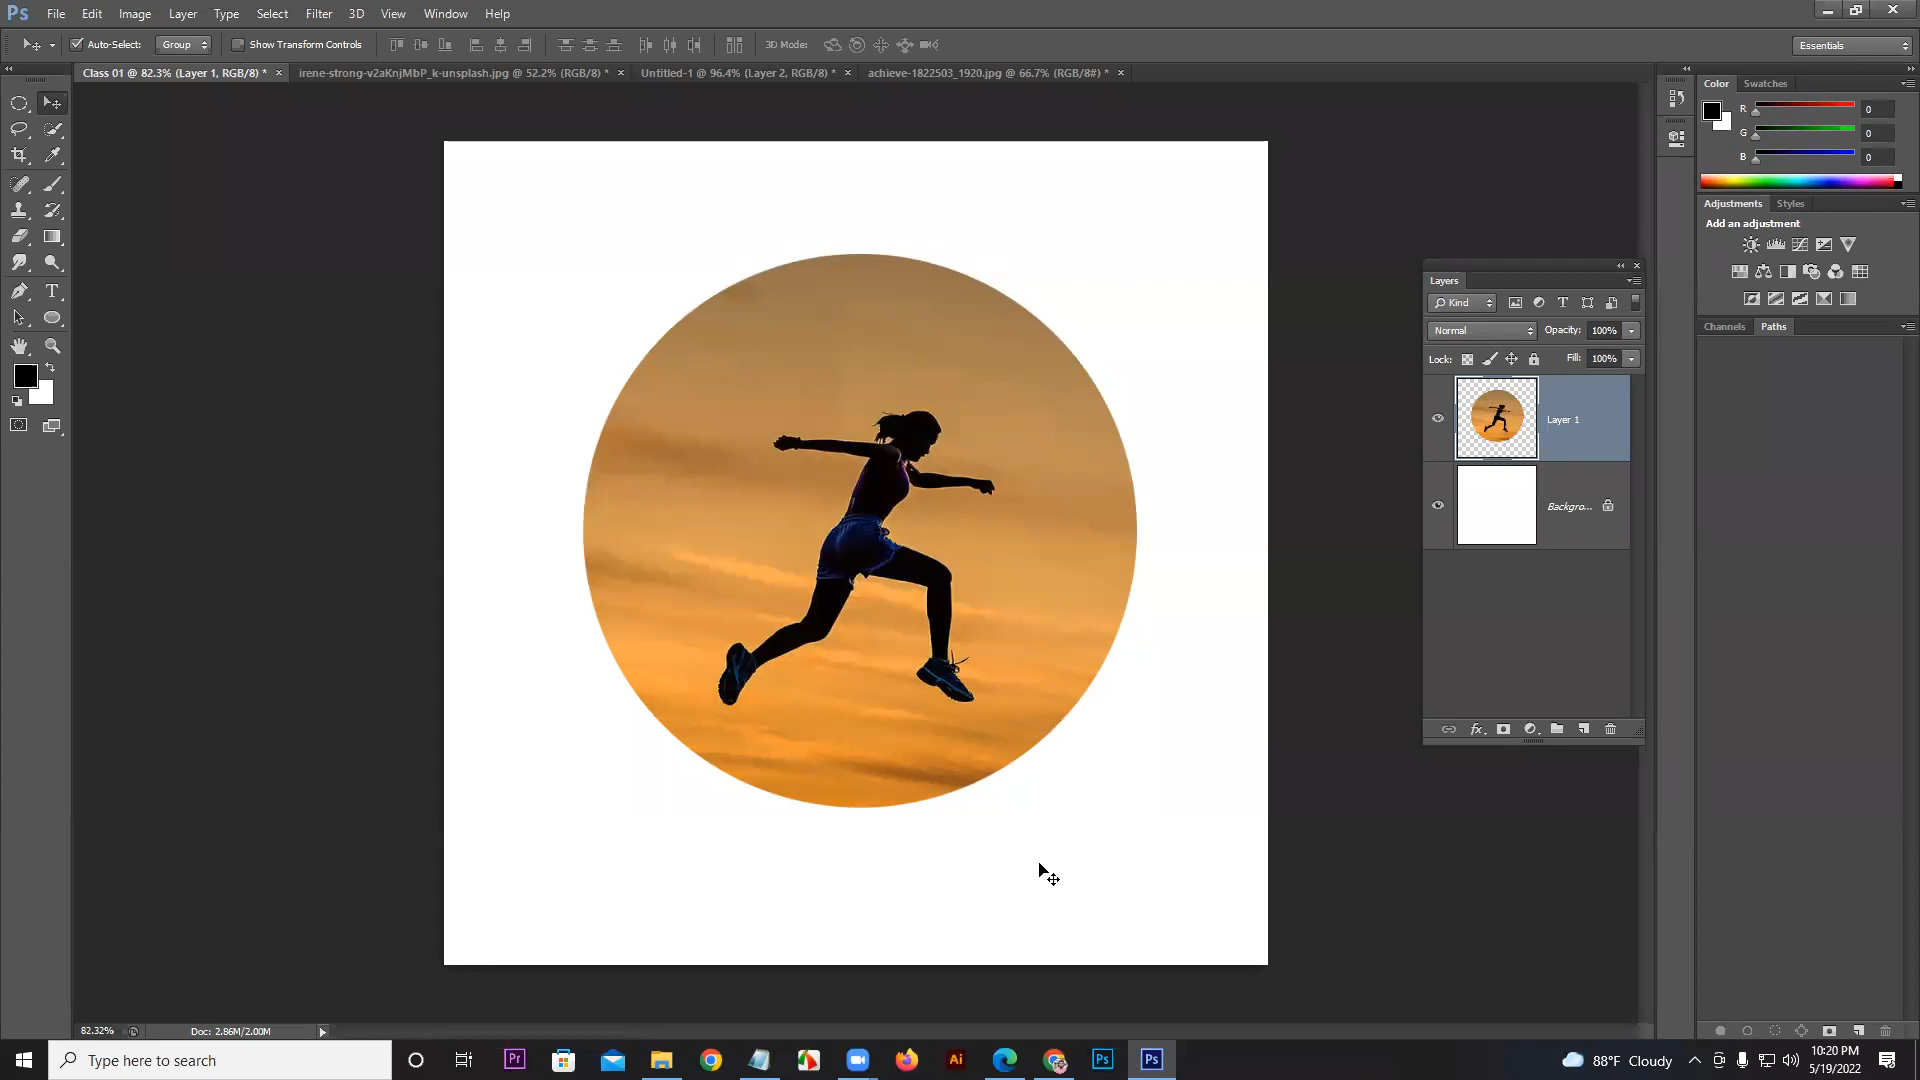 Ps File Edit Image Layer Type Select Filter 3D View Window Help
Auto-Select: Group Show Transform Controls 3D Mode: Essentials
Class 01 @ 82.3% (Layer 1, RGB/8) * × irene-strong-v2aKnjMbP_k-unsplash.jpg @ 52.2% (RGB/8) * × Untitled-1 @ 96.4% (Layer 2, RGB/8) * × achieve-1822503_1920.jpg @ 66.7% (RGB/8#) * ×
Color Swatches
R 0
G 0
B 0
Adjustments Styles
Add an adjustment
Channels Paths
Layers
Kind
Normal Opacity: 100%
Lock: Fill: 100%
Layer 1
Backgro...
fx
82.32% Doc: 2.86M/2.00M
Type here to search
Pr Ai Ps Ps
88°F Cloudy
10:20 PM
5/19/2022